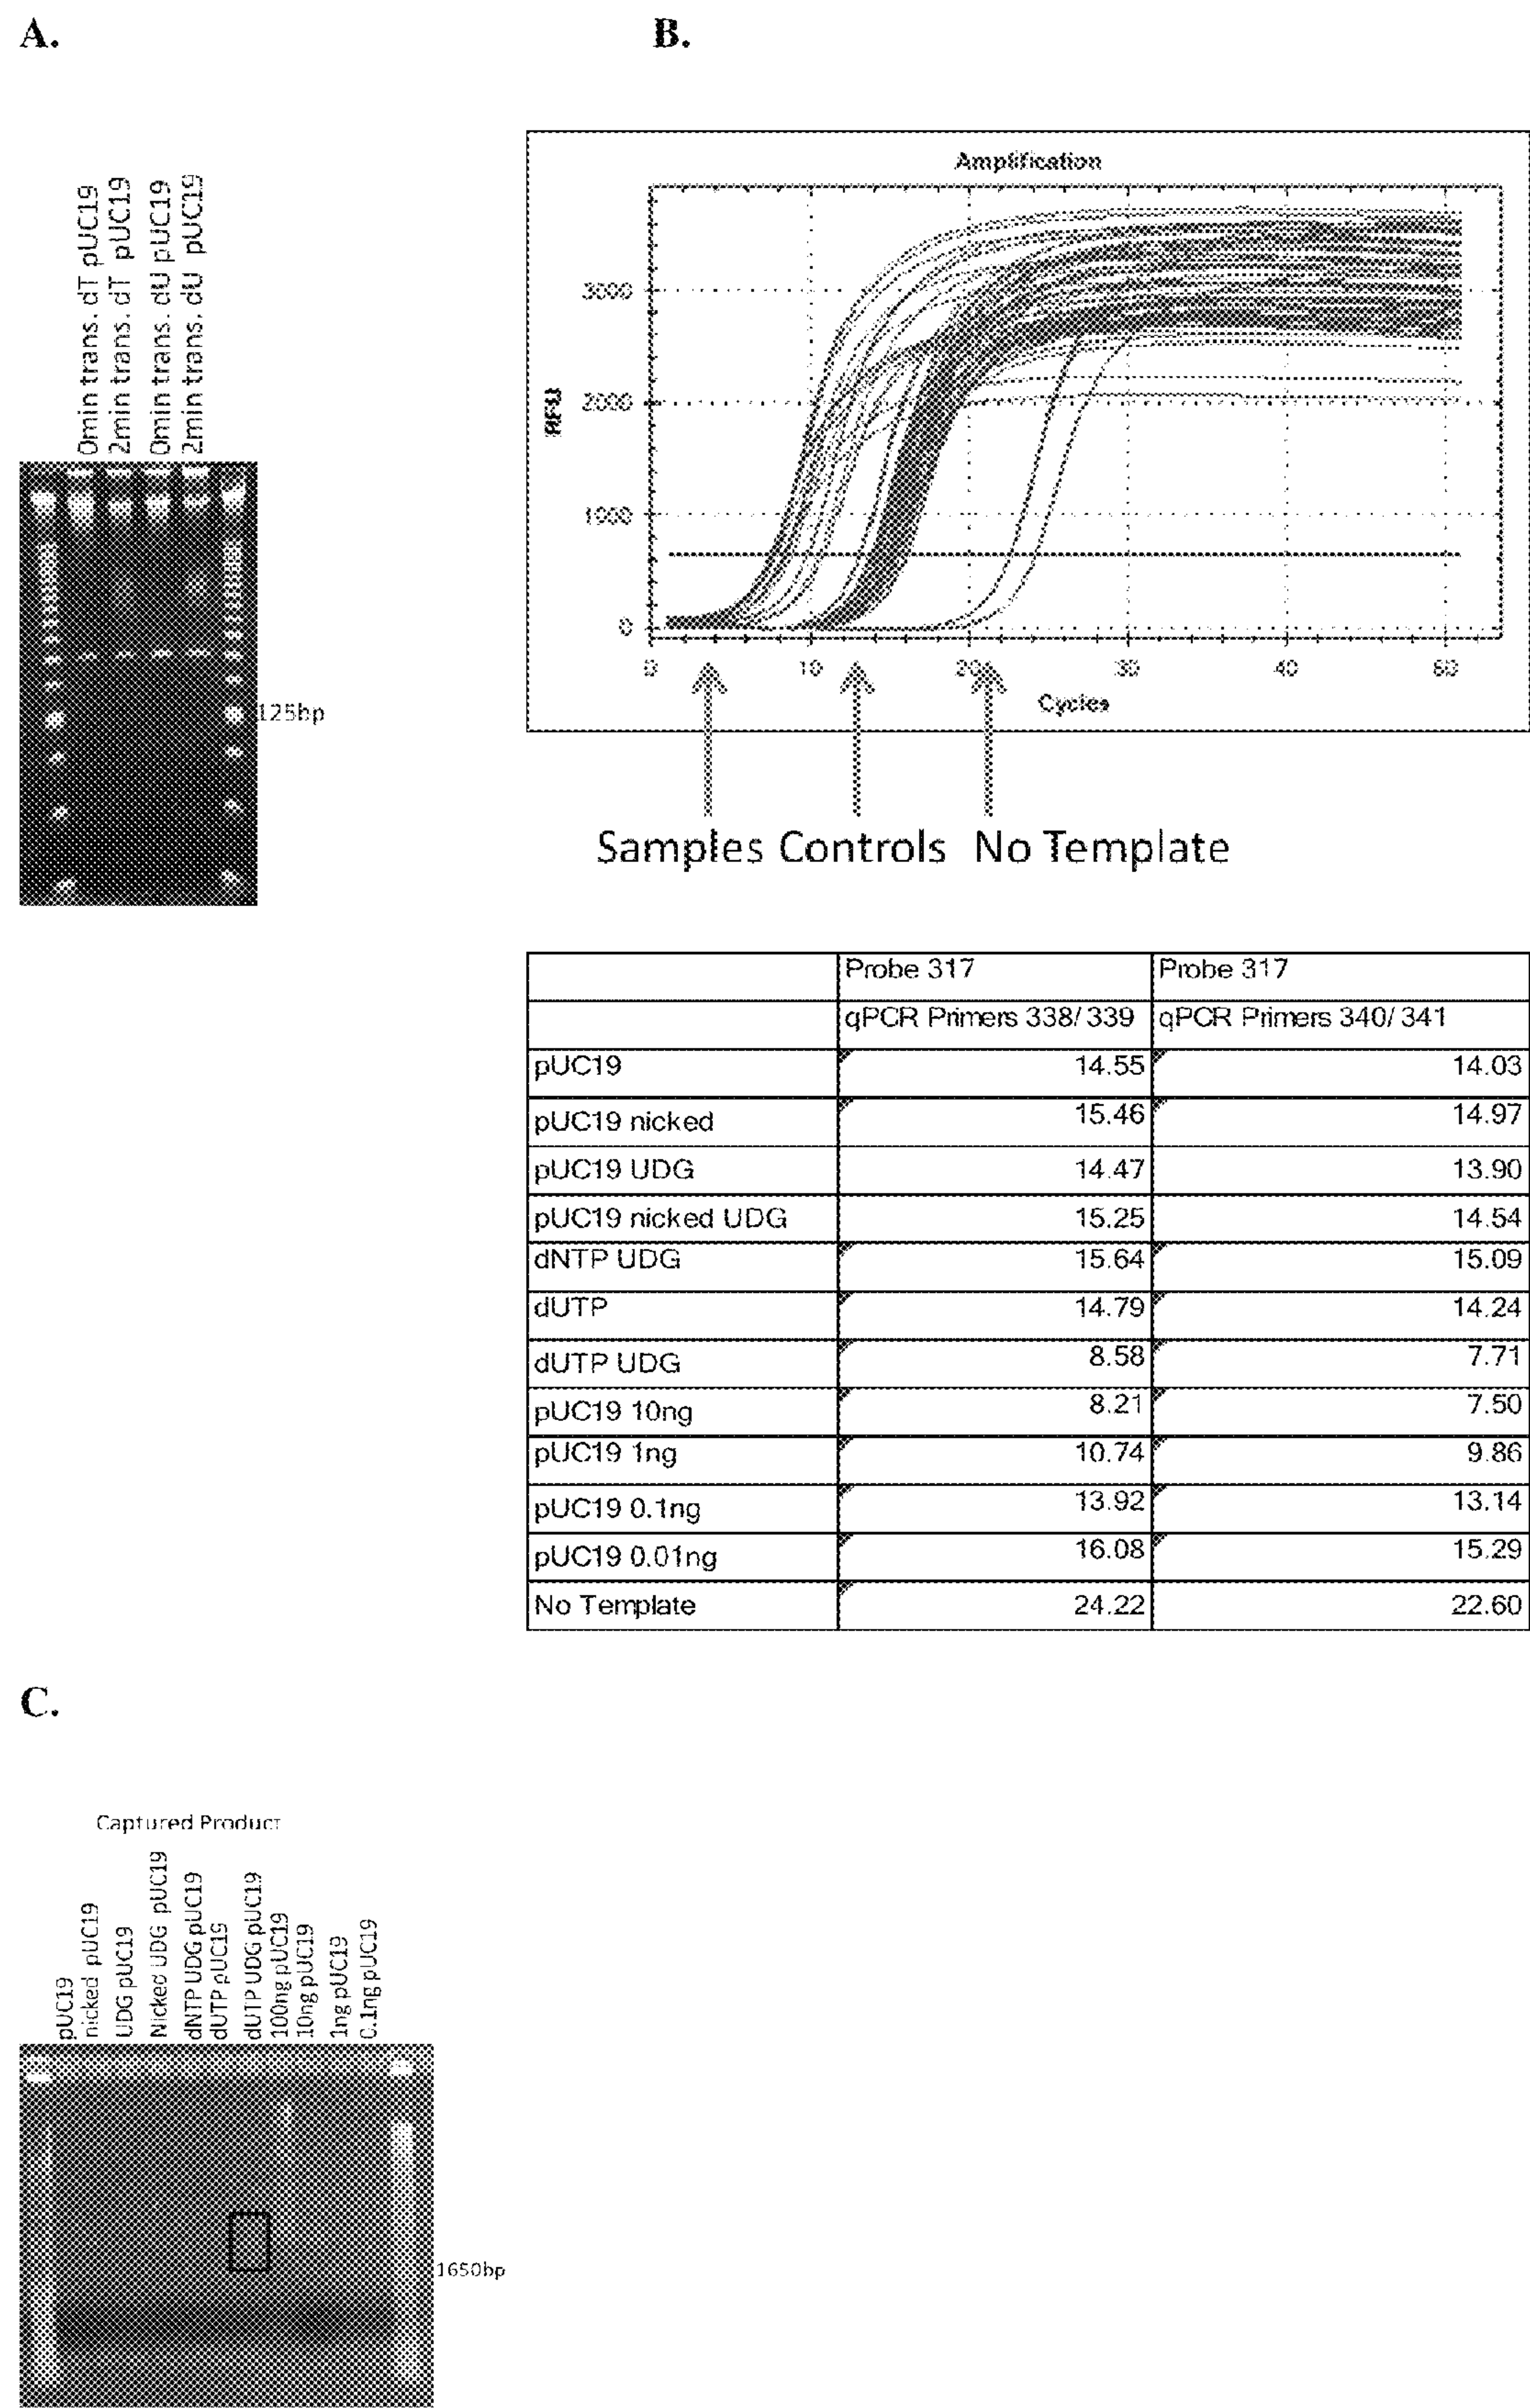 A.
B.
0min trans. dT pUC19
2min trans. dT pUC19
0min trans. dU pUC19
2min trans. dU pUC19
125bp
Amplification
RFU
3000
2000
1000
0
0 10 20 30 40 50
Cycles
Samples Controls No Template
Probe 317 Probe 317
qPCR Primers 338/339 qPCR Primers 340/341
pUC19 14.55 14.03
pUC19 nicked 15.46 14.97
pUC19 UDG 14.47 13.90
pUC19 nicked UDG 15.25 14.54
dNTP UDG 15.64 15.09
dUTP 14.79 14.24
dUTP UDG 8.58 7.71
pUC19 10ng 8.21 7.50
pUC19 1ng 10.74 9.86
pUC19 0.1ng 13.92 13.14
pUC19 0.01ng 16.08 15.29
No Template 24.22 22.60
C.
Captured Product
pUC19
nicked pUC19
UDG pUC19
Nicked UDG pUC19
dNTP UDG pUC19
dUTP pUC19
dUTP UDG pUC19
100ng pUC19
10ng pUC19
1ng pUC19
0.1ng pUC19
1650bp